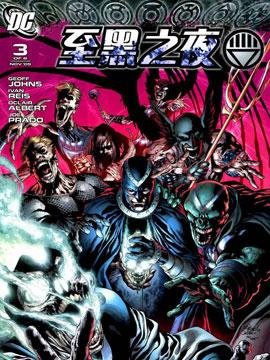 DC
至黑之夜
3
OF 8
NOV '09
GEOFF
JOHNS
IVAN
REIS
OCLAIR
ALBERT
JOE
PRADO